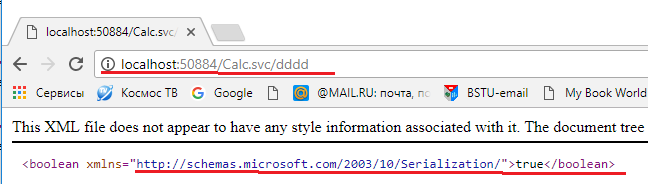 localhost:50884/Calc.svc/
localhost:50884/Calc.svc/dddd
Сервисы Космос ТВ Google @MAIL.RU: почта, по BSTU-email My Book World
This XML file does not appear to have any style information associated with it. The document tree
<boolean xmlns="http://schemas.microsoft.com/2003/10/Serialization/">true</boolean>